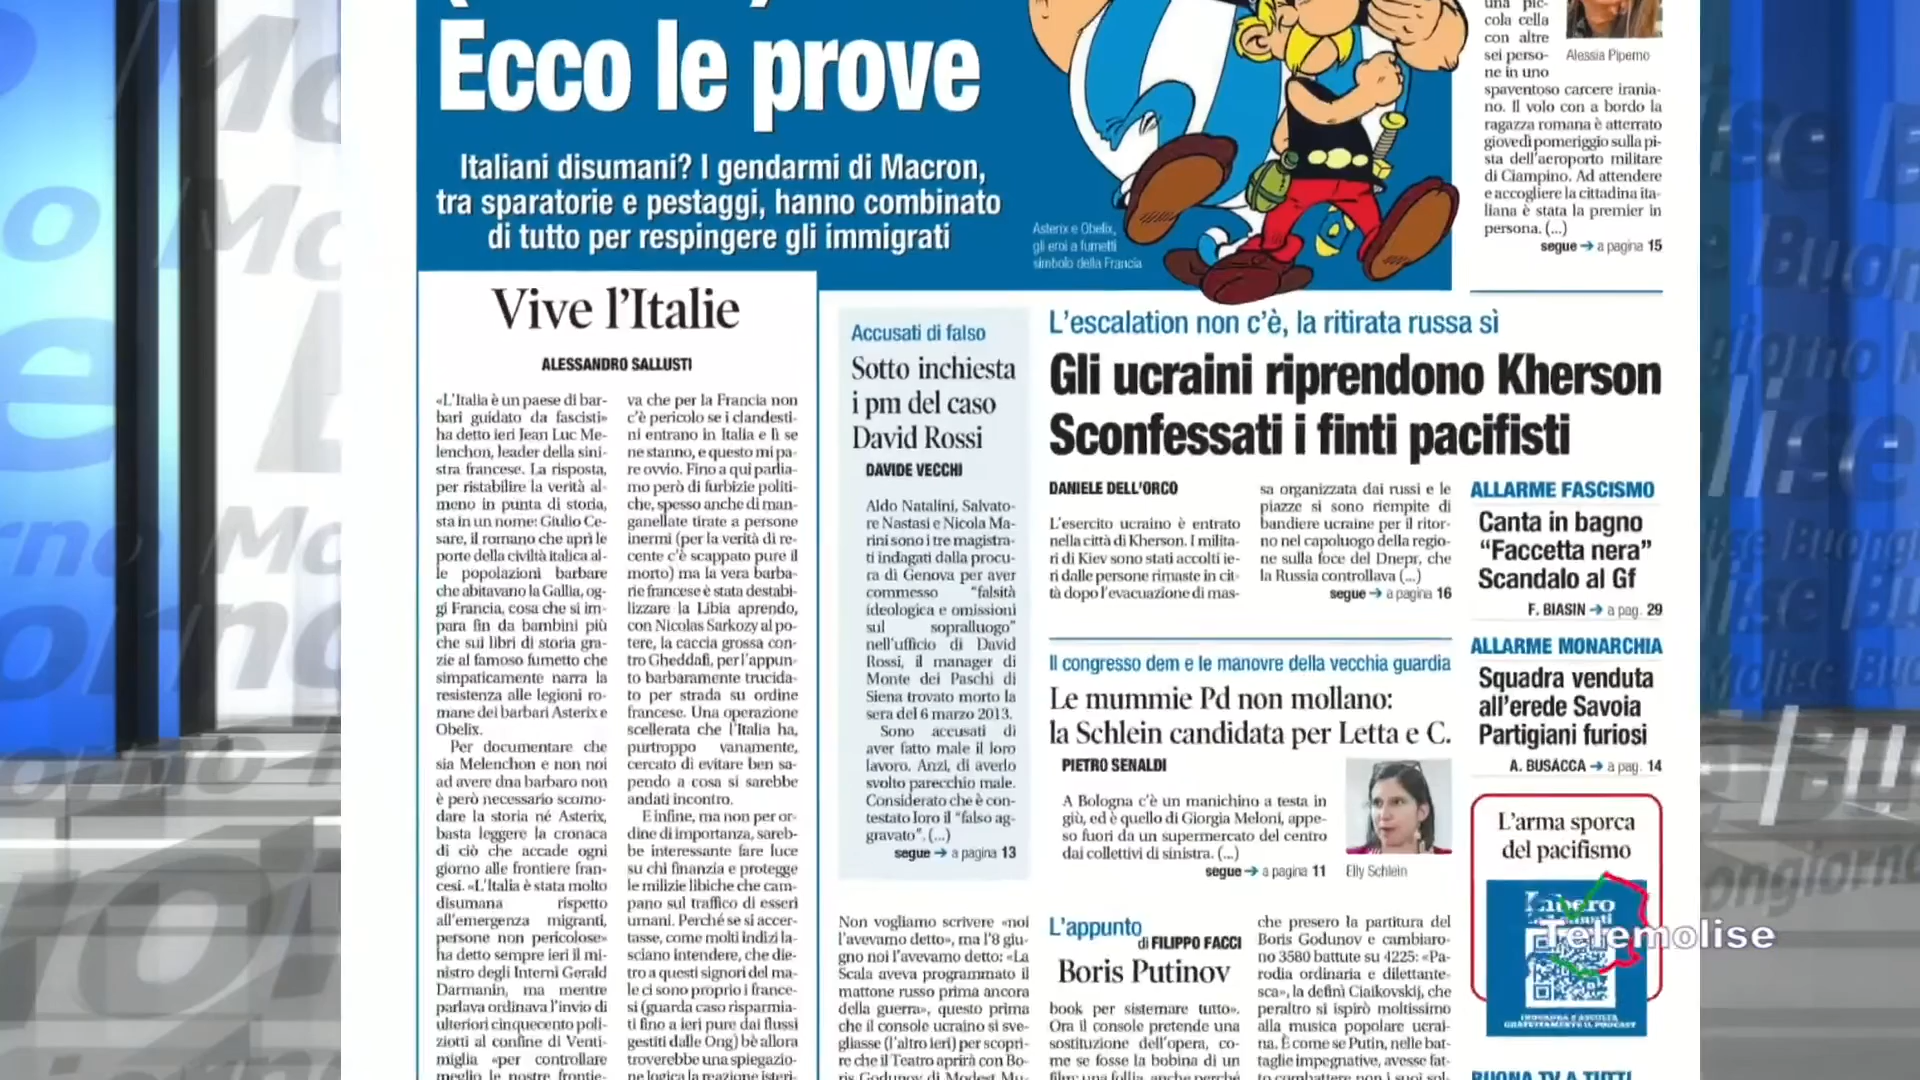 Ecco le prove
Italiani disumani? I gendarmi di Macron,
tra sparatorie e pestaggi, hanno combinato
di tutto per respingere gli immigrati
Asterix e Obelix,
gli eroi a fumetti
simbolo della Francia
cola cella
con altre
sei perso-
ne in uno
spaventoso carcere irania-
no. Il volo con a bordo la
ragazza romana è atterrato
giovedì pomeriggio sulla pi-
sta dell'aeroporto militare
di Ciampino. Ad attendere
e accogliere la cittadina ita-
liana è stata la premier in
persona. (...)
segue → a pagina 15
Alessia Piperno
Vive l'Italie
ALESSANDRO SALLUSTI
«L'Italia è un paese di bar-
bari guidato da fascisti»
ha detto ieri Jean Luc Me-
lenchon, leader della sini-
stra francese. La risposta,
per ristabilire la verità al-
meno in punta di storia,
sta in un nome: Giulio Ce-
sare, il romano che aprì le
porte della civiltà italica al-
le popolazioni barbare
che abitavano la Gallia, og-
gi Francia, cosa che si im-
para fin da bambini più
che sui libri di storia gra-
zie al famoso fumetto che
simpaticamente narra la
resistenza alle legioni ro-
mane dei barbari Asterix e
Obelix.
Per documentare che
sia Melenchon e non noi
ad avere dna barbaro non
è però necessario scomo-
dare la storia né Asterix,
basta leggere la cronaca
di ciò che accade ogni
giorno alle frontiere fran-
cesi. «L'Italia è stata molto
disumana rispetto
all'emergenza migranti,
persone non pericolose»
ha detto sempre ieri il mi-
nistro degli Interni Gerald
Darmanin, ma mentre
parlava ordinava l'invio di
ulteriori cinquecento poli-
ziotti al confine di Venti-
miglia «per controllare
meglio le nostre frontie-
va che per la Francia non
c'è pericolo se i clandesti-
ni entrano in Italia e lì se
ne stanno, e questo mi pa-
re ovvio. Fino a qui parlia-
mo però di furbizie politi-
che, spesso anche di man-
ganellate tirate a persone
inermi (per la verità di re-
cente c'è scappato pure il
morto) ma la vera barba-
rie francese è stata destabi-
lizzare la Libia aprendo,
con Nicolas Sarkozy al po-
tere, la caccia grossa con-
tro Gheddafi, per l'appun-
to barbaramente trucida-
to per strada su ordine
francese. Una operazione
scellerata che l'Italia ha,
purtroppo vanamente,
cercato di evitare ben sa-
pendo a cosa si sarebbe
andati incontro.
E infine, ma non per or-
dine di importanza, sareb-
be interessante fare luce
su chi finanzia e protegge
le milizie libiche che cam-
pano sul traffico di esseri
umani. Perché se si accer-
tasse, come molti indizi la-
sciano intendere, che die-
tro a questi signori del ma-
le ci sono proprio i france-
si (guarda caso risparmia-
ti fino a ieri pure dai flussi
gestiti dalle Ong) bè allora
troverebbe una spiegazio-
ne logica la reazione isteri-
Accusati di falso
Sotto inchiesta
i pm del caso
David Rossi
DAVIDE VECCHI
Aldo Natalini, Salvato-
re Nastasi e Nicola Ma-
rini sono i tre magistra-
ti indagati dalla procu-
ra di Genova per aver
commesso "falsità
ideologica e omissioni
sul sopralluogo"
nell'ufficio di David
Rossi, il manager di
Monte dei Paschi di
Siena trovato morto la
sera del 6 marzo 2013.
Sono accusati di
aver fatto male il loro
lavoro. Anzi, di averlo
svolto parecchio male.
Considerato che è con-
testato loro il "falso ag-
gravato". (...)
segue → a pagina 13
L'escalation non c'è, la ritirata russa sì
Gli ucraini riprendono Kherson
Sconfessati i finti pacifisti
DANIELE DELL'ORCO
L'esercito ucraino è entrato
nella città di Kherson. I milita-
ri di Kiev sono stati accolti ie-
ri dalle persone rimaste in cit-
tà dopo l'evacuazione di mas-
sa organizzata dai russi e le
piazze si sono riempite di
bandiere ucraine per il ritor-
no nel capoluogo della regio-
ne sulla foce del Dnepr, che
la Russia controllava (...)
segue → a pagina 16
ALLARME FASCISMO
Canta in bagno
"Faccetta nera"
Scandalo al Gf
F. BIASIN → a pag. 29
ALLARME MONARCHIA
Squadra venduta
all'erede Savoia
Partigiani furiosi
A. BUSACCA → a pag. 14
Il congresso dem e le manovre della vecchia guardia
Le mummie Pd non mollano:
la Schlein candidata per Letta e C.
PIETRO SENALDI
A Bologna c'è un manichino a testa in
giù, ed è quello di Giorgia Meloni, appe-
so fuori da un supermercato del centro
dai collettivi di sinistra. (...)
segue → a pagina 11
Elly Schlein
L'arma sporca
del pacifismo
Libero
INQUADRA E ASCOLTA
GRATUITAMENTE IL PODCAST
Telemolise
Non vogliamo scrivere «noi
l'avevamo detto», ma l'8 giu-
gno noi l'avevamo detto: «La
Scala aveva programmato il
mattone russo prima ancora
della guerra», questo prima
che il console ucraino si sve-
gliasse (l'altro ieri) per scopri-
re che il Teatro aprirà con Bo-
ris Godunov di Modest Mu-
L'appunto
di FILIPPO FACCI
Boris Putinov
book per sistemare tutto».
Ora il console pretende una
sostituzione dell'opera, co-
me se fosse la bobina di un
film: una follia, anche perché
che presero la partitura del
Boris Godunov e cambiaro-
no 3580 battute su 4225: «Pa-
rodia ordinaria e dilettante-
sca», la definì Ciaikovskij, che
peraltro si ispirò moltissimo
alla musica popolare ucrai-
na. È come se Putin, nelle bat-
taglie impegnative, avesse fat-
to combattere non i suoi sol-
BUONA TV A TUTTI